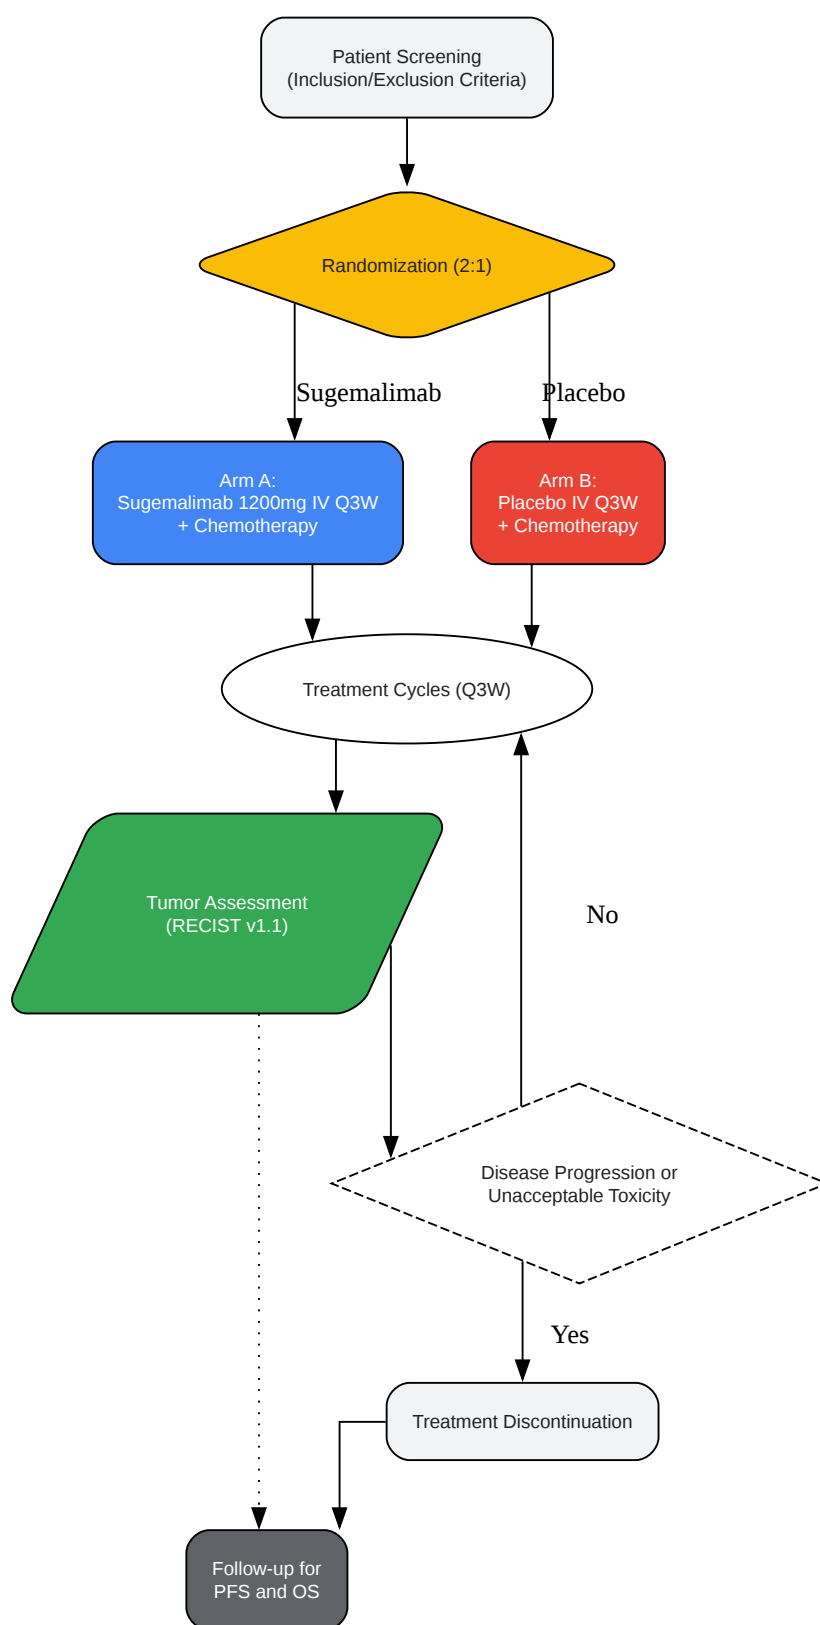 Patient Screening
(Inclusion/Exclusion Criteria)
Randomization (2:1)
Sugemalimab
Placebo
Arm A:
Sugemalimab 1200mg IV Q3W
+ Chemotherapy
Arm B:
Placebo IV Q3W
+ Chemotherapy
Treatment Cycles (Q3W)
Tumor Assessment
(RECIST v1.1)
No
Disease Progression or
Unacceptable Toxicity
Yes
Treatment Discontinuation
Follow-up for
PFS and OS